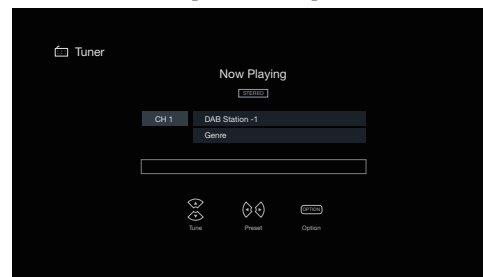 Tuner
Now Playing
STEREO
CH 1 DAB Station -1
Genre
OPTION
Tune Preset Option